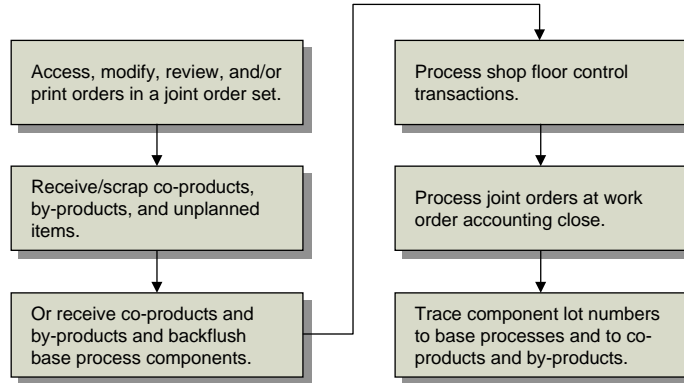 Access, modify, review, and/or
print orders in a joint order set.
Receive/scrap co-products,
by-products, and unplanned
items.
Or receive co-products and
by-products and backflush
base process components.
Process shop floor control
transactions.
Process joint orders at work
order accounting close.
Trace component lot numbers
to base processes and to co-
products and by-products.